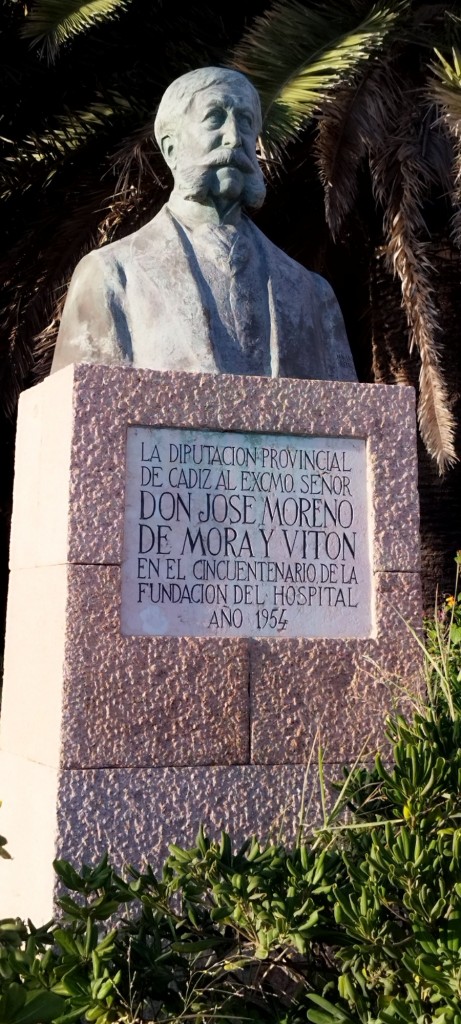 LA DIPUTACION PROVINCIAL
DE CADIZ AL EXCMO. SEÑOR
DON JOSE MORENO
DE MORA Y VITON
EN EL CINCUENTENARIO DE LA
FUNDACION DEL HOSPITAL
AÑO 1954